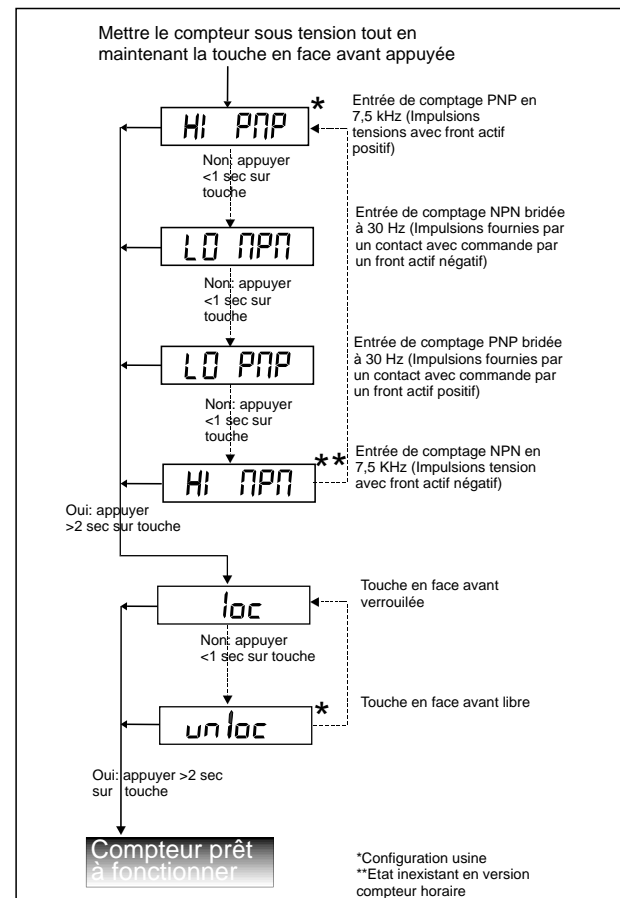 Mettre le compteur sous tension tout en
maintenant la touche en face avant appuyée
HI PNP *
Entrée de comptage PNP en
7,5 kHz (Impulsions
tensions avec front actif
positif)
Non: appuyer
<1 sec sur
touche
LO NPN
Entrée de comptage NPN bridée
à 30 Hz (Impulsions fournies par
un contact avec commande par
un front actif négatif)
Non: appuyer
<1 sec sur
touche
LO PNP
Entrée de comptage PNP bridée
à 30 Hz (Impulsions fournies par
un contact avec commande par
un front actif positif)
Non: appuyer
<1 sec sur
touche
HI NPN **
Entrée de comptage NPN en
7,5 KHz (Impulsions tension
avec front actif négatif)
Oui: appuyer
>2 sec sur touche
loc
Touche en face avant
verrouilée
Non: appuyer
<1 sec sur touche
unloc *
Touche en face avant libre
Oui: appuyer >2 sec
sur touche
Compteur prêt
à fonctionner
*Configuration usine
**Etat inexistant en version
compteur horaire